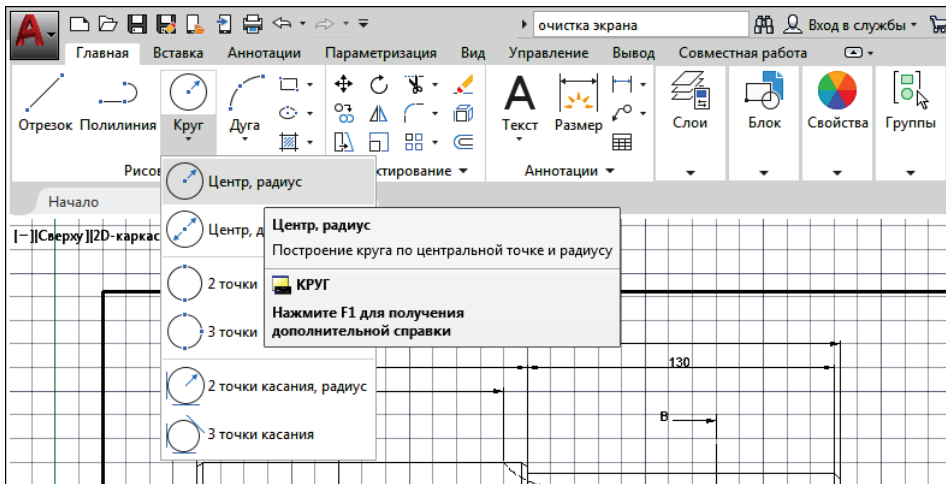 очистка экрана
Вход в службы
Главная Вставка Аннотации Параметризация Вид Управление Вывод Совместная работа
Отрезок Полилиния Круг Дуга Текст Размер Слои Блок Свойства Группы
Аннотации
Начало
[−][Сверху][2D-каркас
Центр, радиус
2 точки
3 точки
2 точки касания, радиус
3 точки касания
Центр, радиус
Построение круга по центральной точке и радиусу
КРУГ
Нажмите F1 для получения
дополнительной справки
130
B